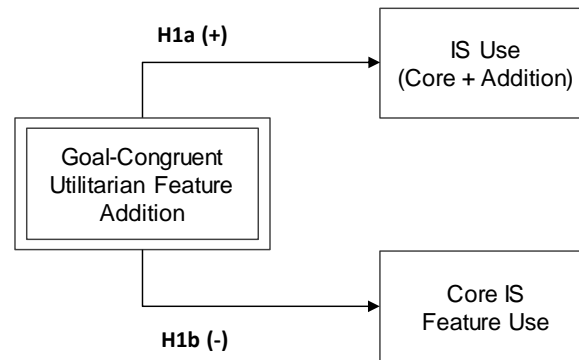 H1a (+)
IS Use
(Core + Addition)
Goal-Congruent
Utilitarian Feature
Addition
Core IS
Feature Use
H1b (-)